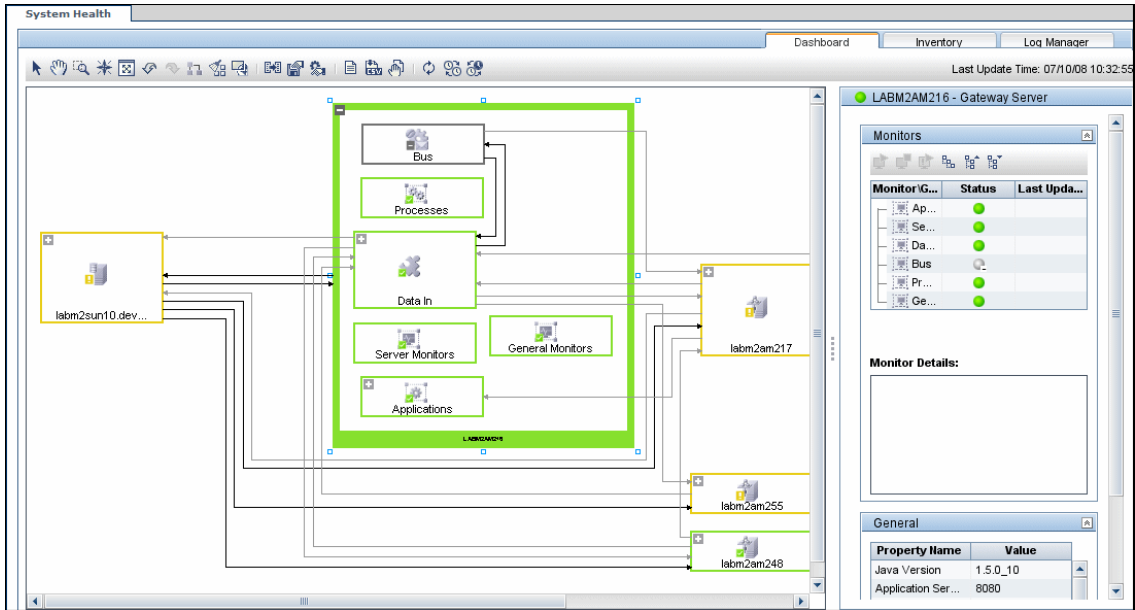 System Health
Dashboard
Inventory
Log Manager
Last Update Time: 07/10/08 10:32:55
LABM2AM216 - Gateway Server
Bus
Processes
Data In
Server Monitors
General Monitors
Applications
LABM2AM216
labm2sun10.dev...
labm2am217
labm2am255
labm2am248
Monitors
Monitor\G... Status Last Upda...
Ap...
Se...
Da...
Bus
Pr...
Ge...
Monitor Details:
General
Property Name Value
Java Version 1.5.0_10
Application Ser... 8080